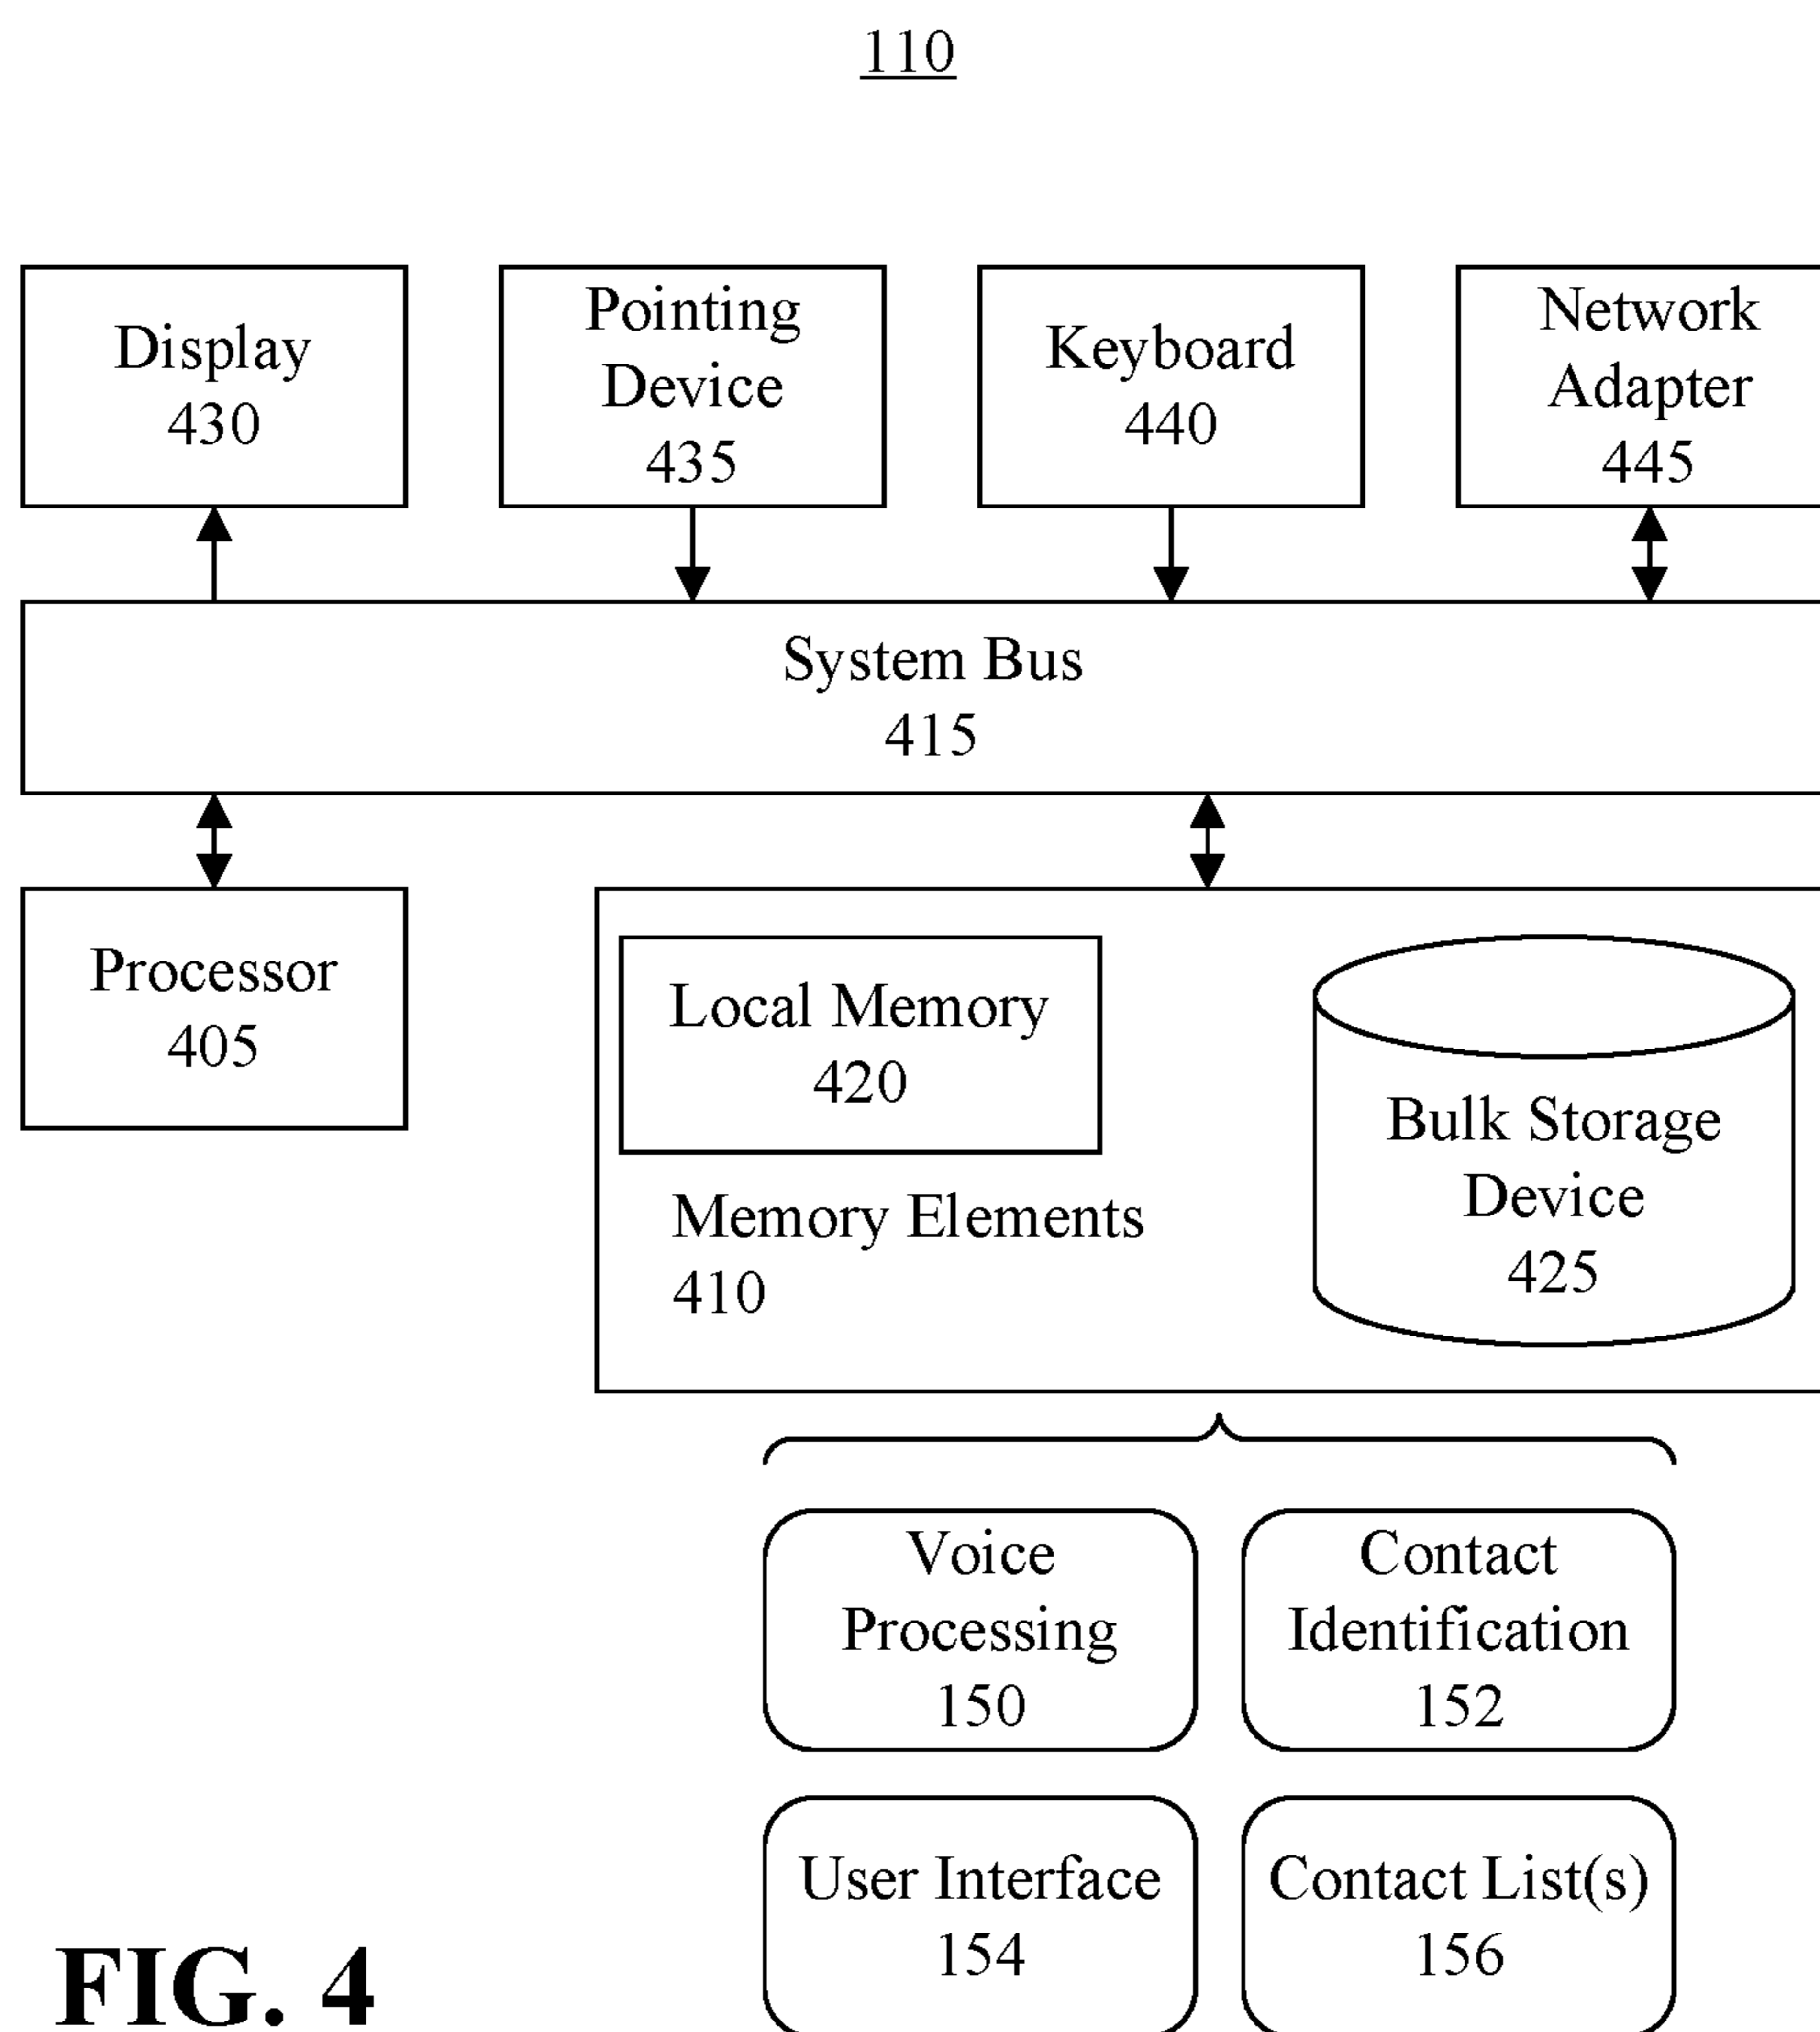 110
Display
430
Pointing
Device
435
Keyboard
440
Network
Adapter
445
System Bus
415
Processor
405
Local Memory
420
Memory Elements
410
Bulk Storage
Device
425
Voice
Processing
150
Contact
Identification
152
User Interface
154
Contact List(s)
156
FIG. 4